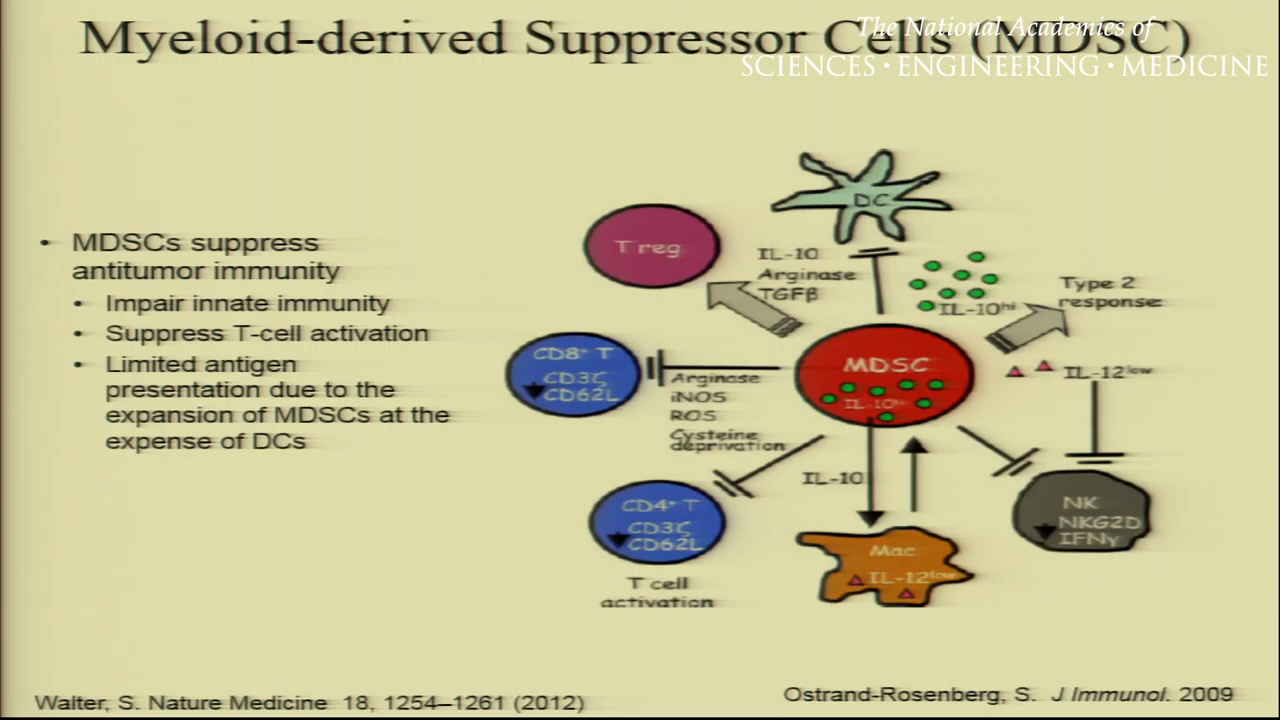 Myeloid-derived Suppressor Cells (MDSC)
The National Academies of
SCIENCES • ENGINEERING • MEDICINE
• MDSCs suppress
antitumor immunity
• Impair innate immunity
• Suppress T-cell activation
• Limited antigen
presentation due to the
expansion of MDSCs at the
expense of DCs
DC
T reg
IL-10
Arginase
TGFβ
IL-10hi
Type 2
response
CD8+ T
CD3ζ
CD62L
MDSC
IL-10hi
IL-12low
Arginase
iNOS
ROS
Cysteine
deprivation
IL-10
CD4+ T
CD3ζ
CD62L
T cell
activation
Mac
IL-12low
NK
NKG2D
IFNγ
Walter, S. Nature Medicine 18, 1254–1261 (2012)
Ostrand-Rosenberg, S. J Immunol. 2009